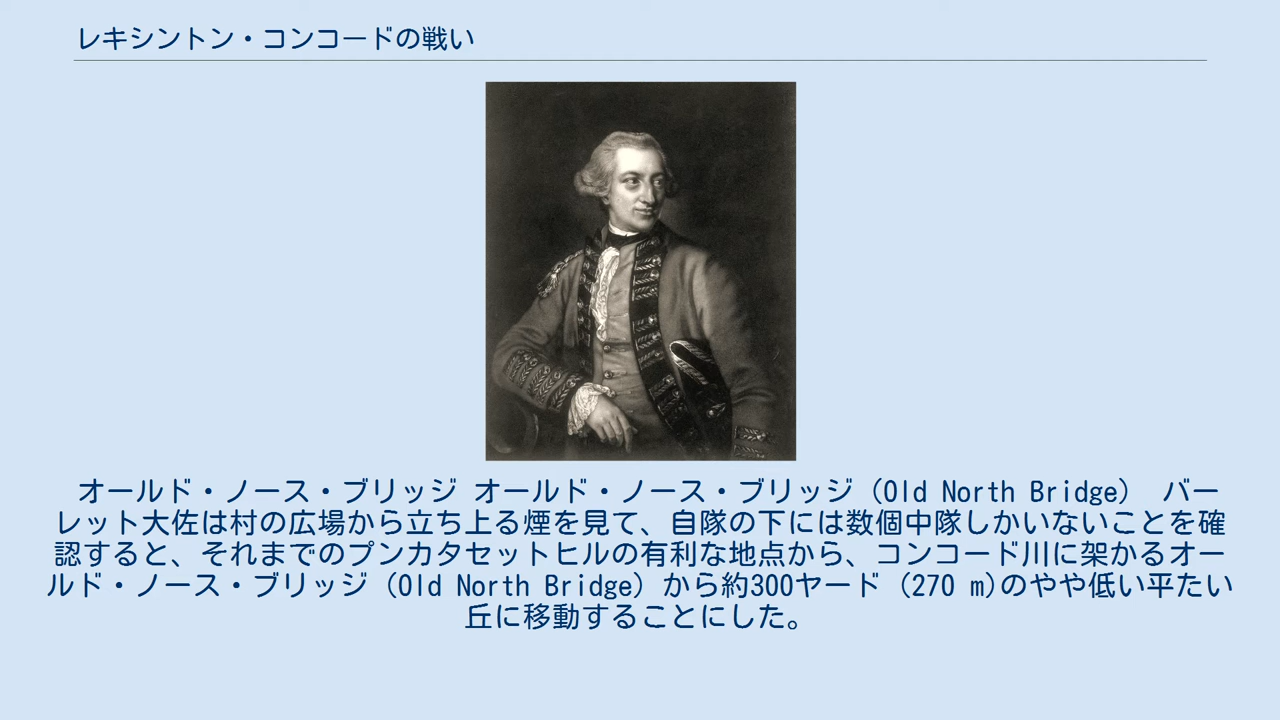 レキシントン・コンコードの戦い
オールド・ノース・ブリッジ オールド・ノース・ブリッジ (Old North Bridge) バー
レット大佐は村の広場から立ち上る煙を見て、自隊の下には数個中隊しかいないことを確
認すると、それまでのプンカタセットヒルの有利な地点から、コンコード川に架かるオー
ルド・ノース・ブリッジ (Old North Bridge) から約300ヤード (270 m)のやや低い平たい
丘に移動することにした。